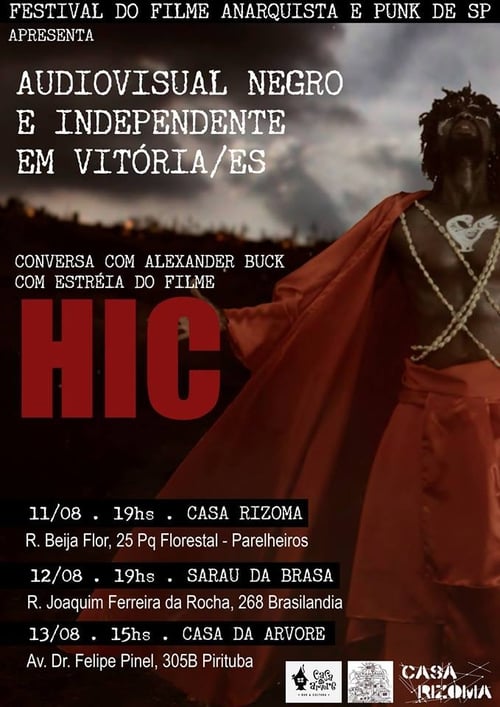 FESTIVAL DO FILME ANARQUISTA E PUNK DE SP
APRESENTA
AUDIOVISUAL NEGRO
E INDEPENDENTE
EM VITÓRIA/ES
CONVERSA COM ALEXANDER BUCK
COM ESTRÉIA DO FILME
HIC
11/08 . 19hs . CASA RIZOMA
R. Beija Flor, 25 Pq Florestal - Parelheiros
12/08 . 19hs . SARAU DA BRASA
R. Joaquim Ferreira da Rocha, 268 Brasilandia
13/08 . 15hs . CASA DA ARVORE
Av. Dr. Felipe Pinel, 305B Pirituba
CASA
RIZOMA